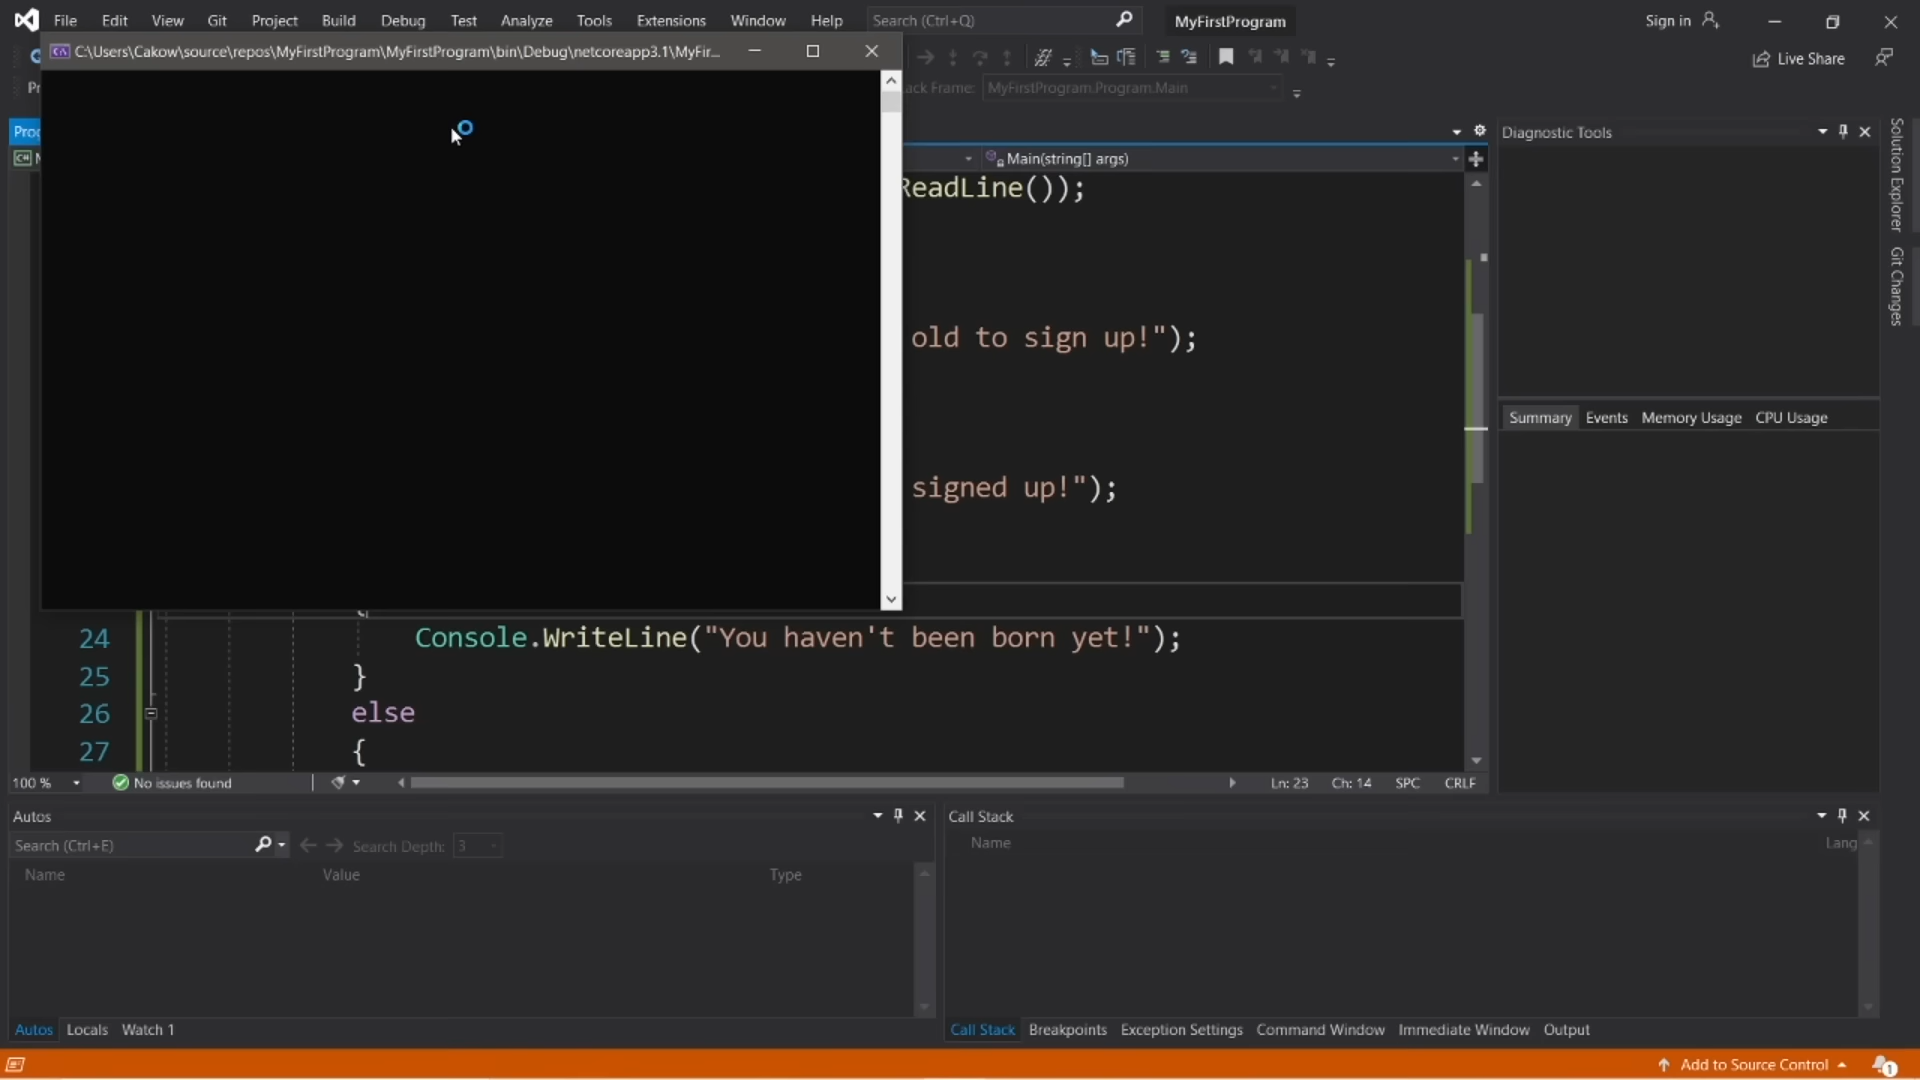 File Edit View Git Project Build Debug Test Analyze Tools Extensions Window Help Search (Ctrl+Q) MyFirstProgram Sign in
C:\Users\Cakow\source\repos\MyFirstProgram\MyFirstProgram\bin\Debug\netcoreapp3.1\MyFir...
Live Share
ack Frame: MyFirstProgram.Program.Main
Diagnostic Tools
Main(string[] args)
ReadLine());
old to sign up!");
signed up!");
Solution Explorer
Git Changes
Summary Events Memory Usage CPU Usage
{
24 Console.WriteLine("You haven't been born yet!");
25 }
26 else
27 {
100 % No issues found Ln: 23 Ch: 14 SPC CRLF
Autos
Search (Ctrl+E) Search Depth: 3
Name Value Type
Call Stack
Name Lang
Autos Locals Watch 1
Call Stack Breakpoints Exception Settings Command Window Immediate Window Output
Add to Source Control 1